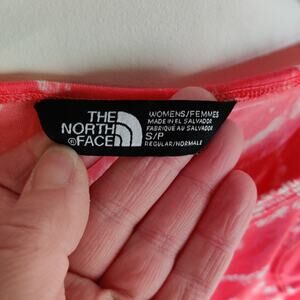 THE
NORTH
FACE
WOMENS/FEMMES
MADE IN EL SALVADOR
FABRIQUE AU SALVADOR
S/P
REGULAR/NORMALE